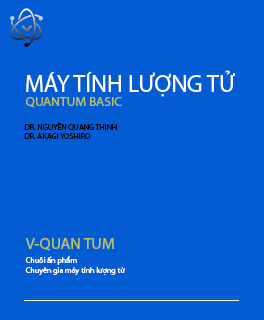 MÁY TÍNH LƯỢNG TỬ
QUANTUM BASIC
DR. NGUYỄN QUANG THỊNH
DR. AKAGI YOSHIRO
V-QUAN TUM
Chuỗi ấn phẩm
Chuyên gia máy tính lượng tử